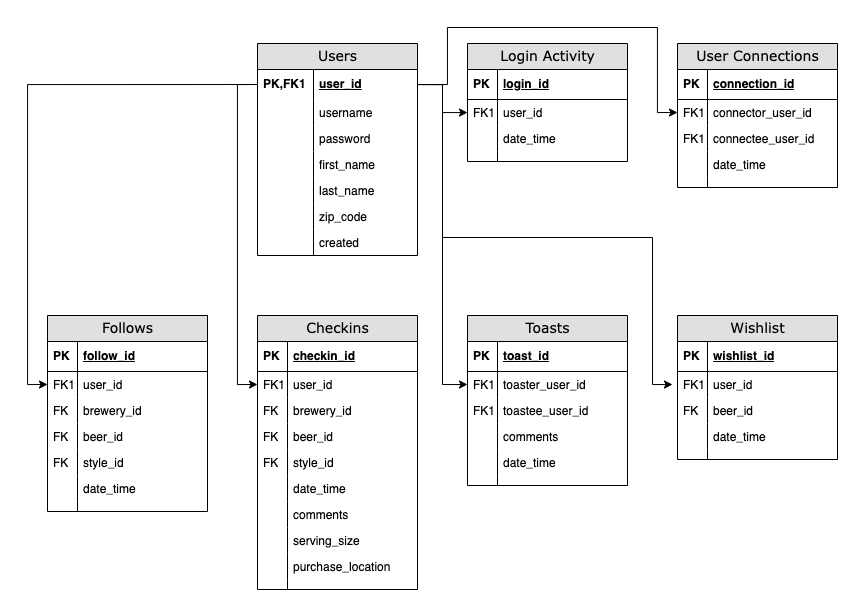 Users
PK,FK1 user_id
username
password
first_name
last_name
zip_code
created
Login Activity
PK login_id
FK1 user_id
date_time
User Connections
PK connection_id
FK1 connector_user_id
FK1 connectee_user_id
date_time
Follows
PK follow_id
FK1 user_id
FK brewery_id
FK beer_id
FK style_id
date_time
Checkins
PK checkin_id
FK1 user_id
FK brewery_id
FK beer_id
FK style_id
date_time
comments
serving_size
purchase_location
Toasts
PK toast_id
FK1 toaster_user_id
FK1 toastee_user_id
comments
date_time
Wishlist
PK wishlist_id
FK1 user_id
FK beer_id
date_time